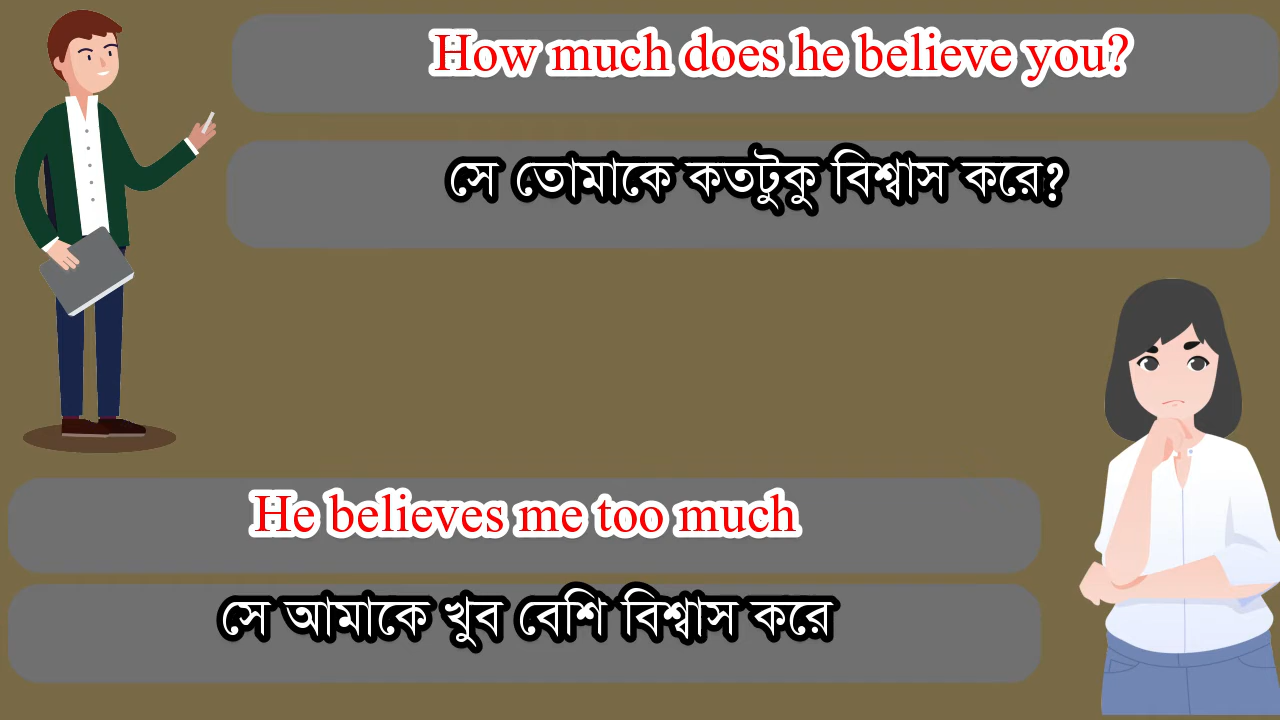 How much does he believe you?
সে তোমাকে কতটুকু বিশ্বাস করে?
He believes me too much
সে আমাকে খুব বেশি বিশ্বাস করে